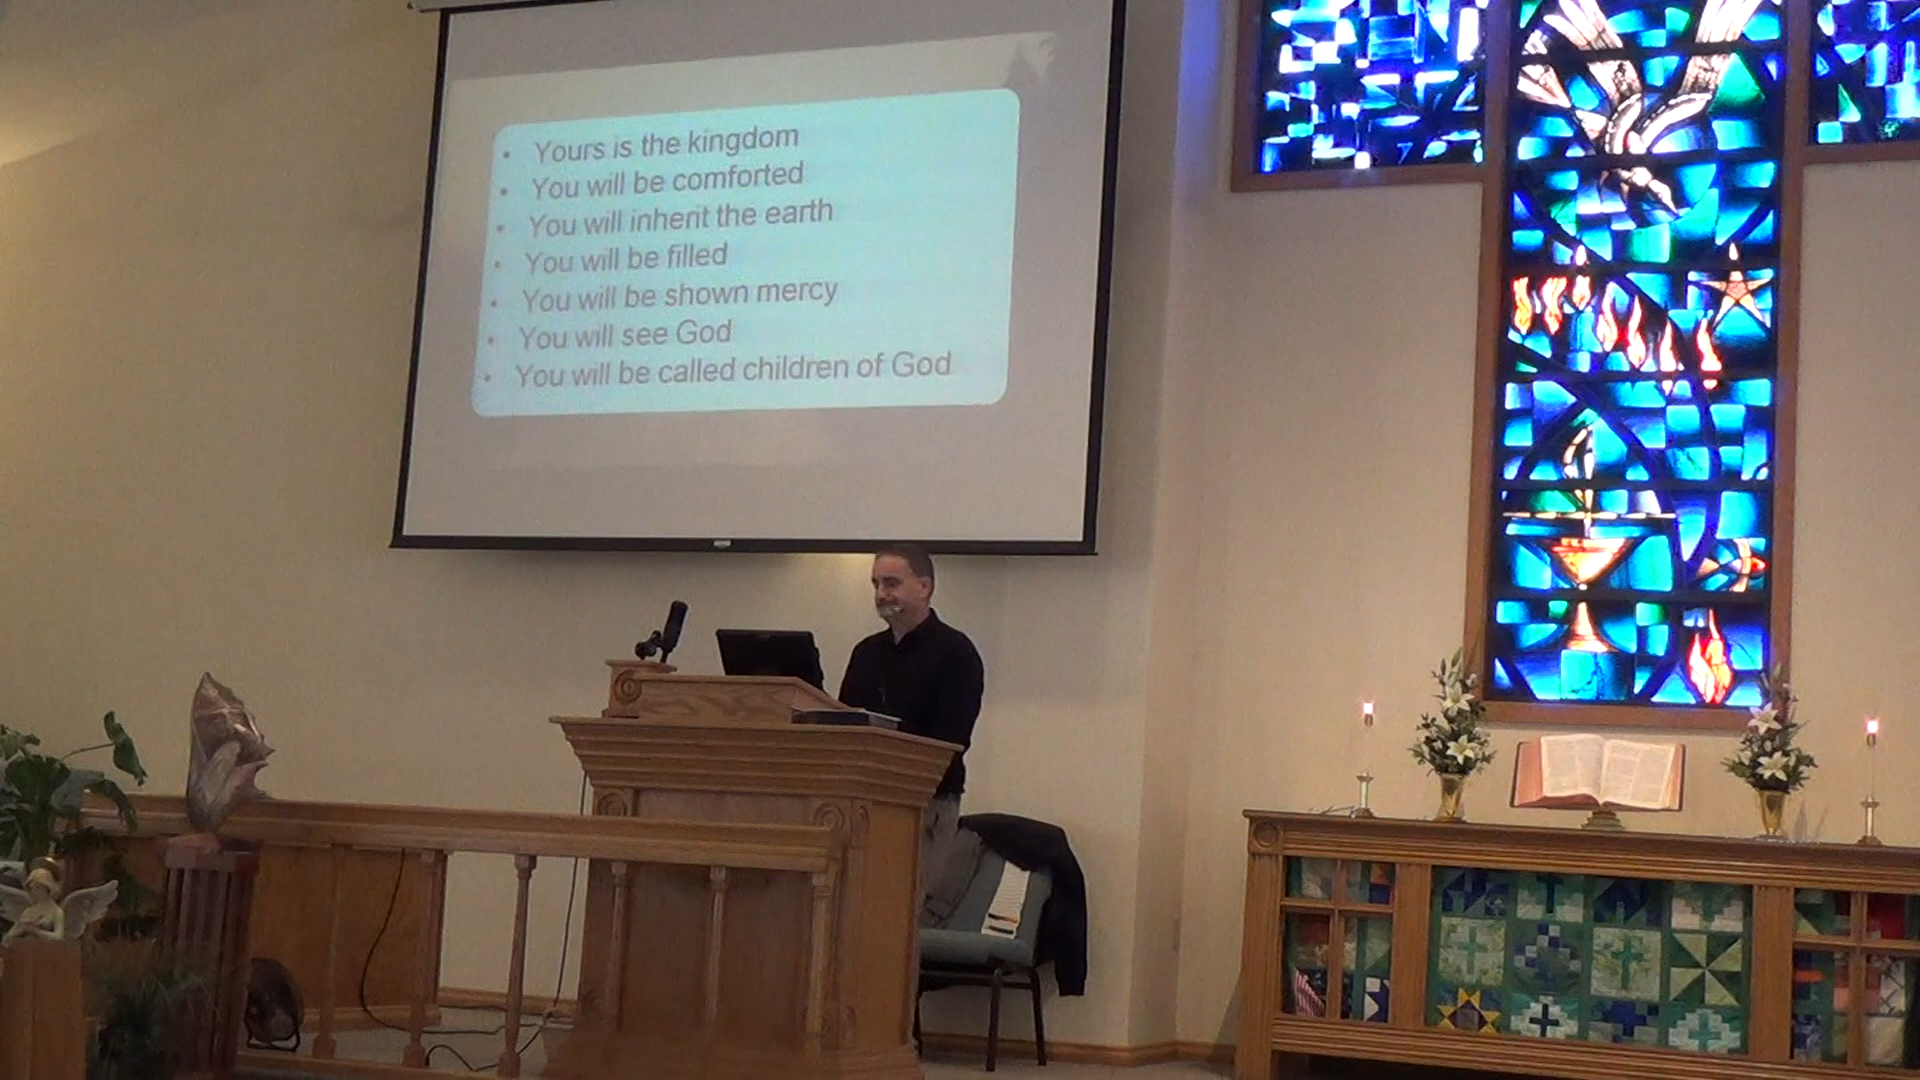 • Yours is the kingdom
• You will be comforted
• You will inherit the earth
• You will be filled
• You will be shown mercy
• You will see God
• You will be called children of God